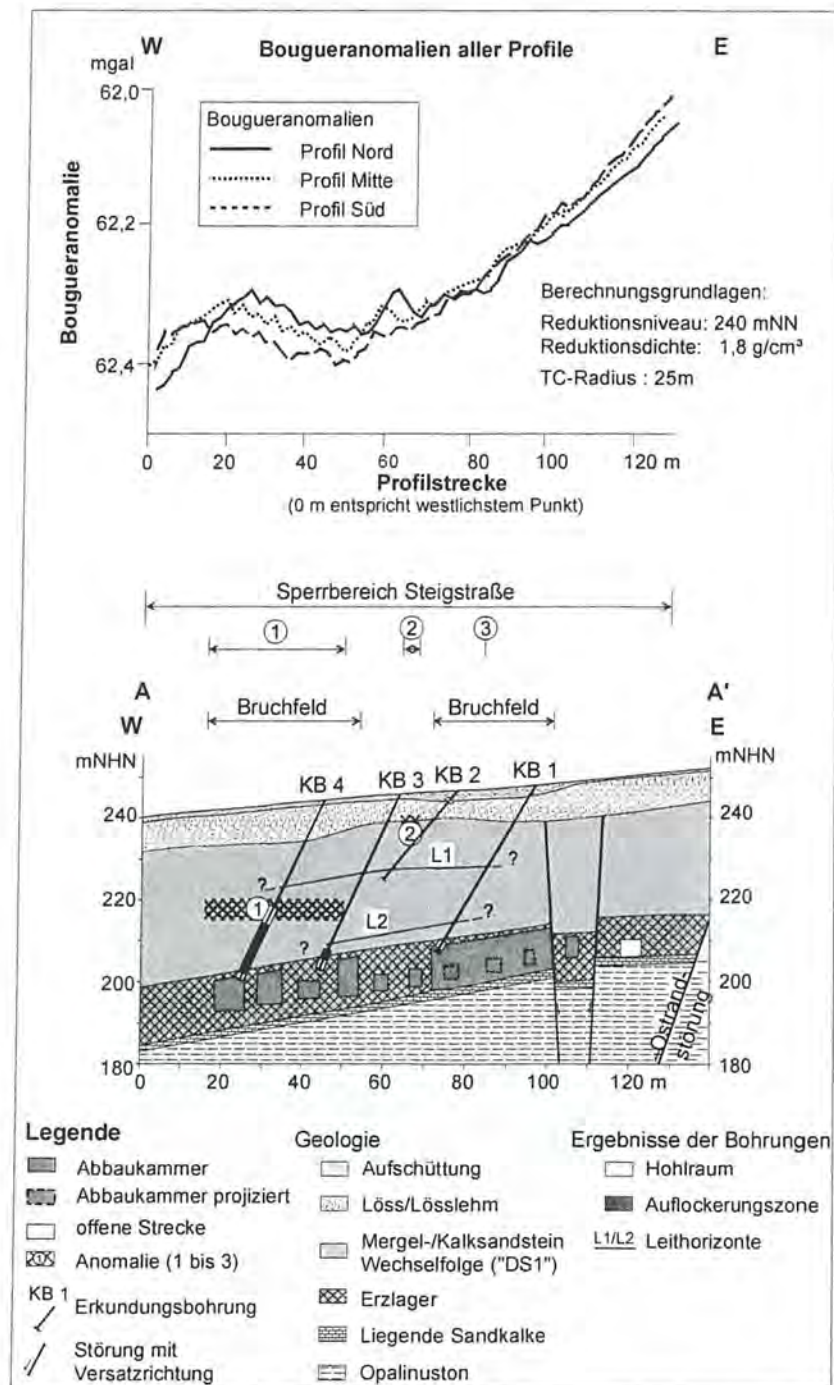 W Bougueranomalien aller Profile E
mgal
62,0
62,2
62,4
Bougueranomalie
Bougueranomalien
Profil Nord
Profil Mitte
Profil Süd
Berechnungsgrundlagen:
Reduktionsniveau: 240 mNN
Reduktionsdichte: 1,8 g/cm³
TC-Radius : 25m
0 20 40 60 80 100 120 m
Profilstrecke
(0 m entspricht westlichstem Punkt)
Sperrbereich Steigstraße
1 2 3
A A'
W Bruchfeld Bruchfeld E
mNHN mNHN
KB 4 KB 3 KB 2 KB 1
240 240
2
L1
? ?
220 220
1
L2
? ?
200 200
Ostrand-
störung
180 180
0 20 40 60 80 100 120 m
Legende
Abbaukammer
Abbaukammer projiziert
offene Strecke
Anomalie (1 bis 3)
KB 1
Erkundungsbohrung
Störung mit
Versatzrichtung
Geologie
Aufschüttung
Löss/Lösslehm
Mergel-/Kalksandstein
Wechselfolge ("DS1")
Erzlager
Liegende Sandkalke
Opalinuston
Ergebnisse der Bohrungen
Hohlraum
Auflockerungszone
L1/L2 Leithorizonte